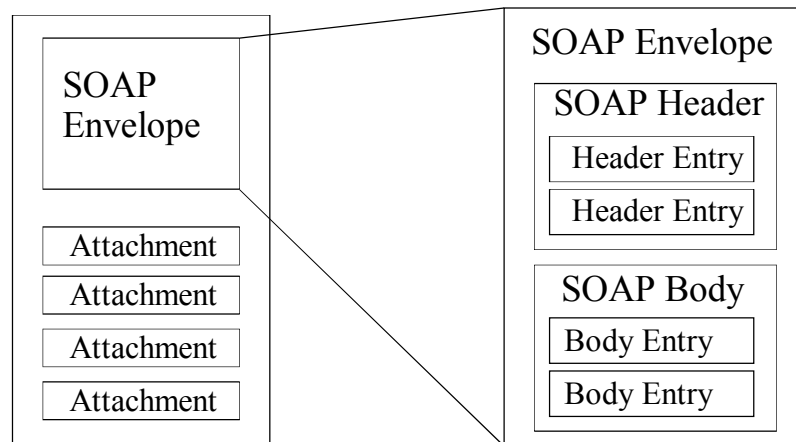 SOAP
Envelope
Attachment
Attachment
Attachment
Attachment
SOAP Envelope
SOAP Header
Header Entry
Header Entry
SOAP Body
Body Entry
Body Entry